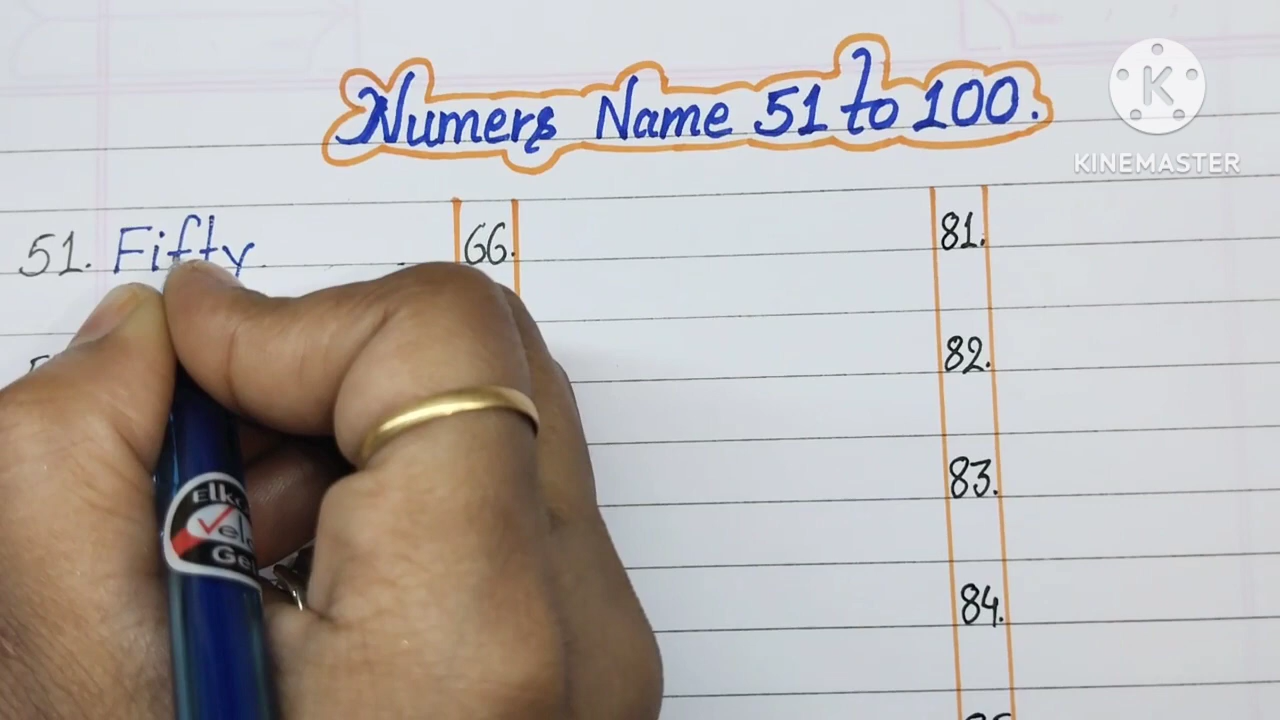 Numers Name 51 to 100.
KINEMASTER
51. Fifty
66.
81.
82.
83.
84.